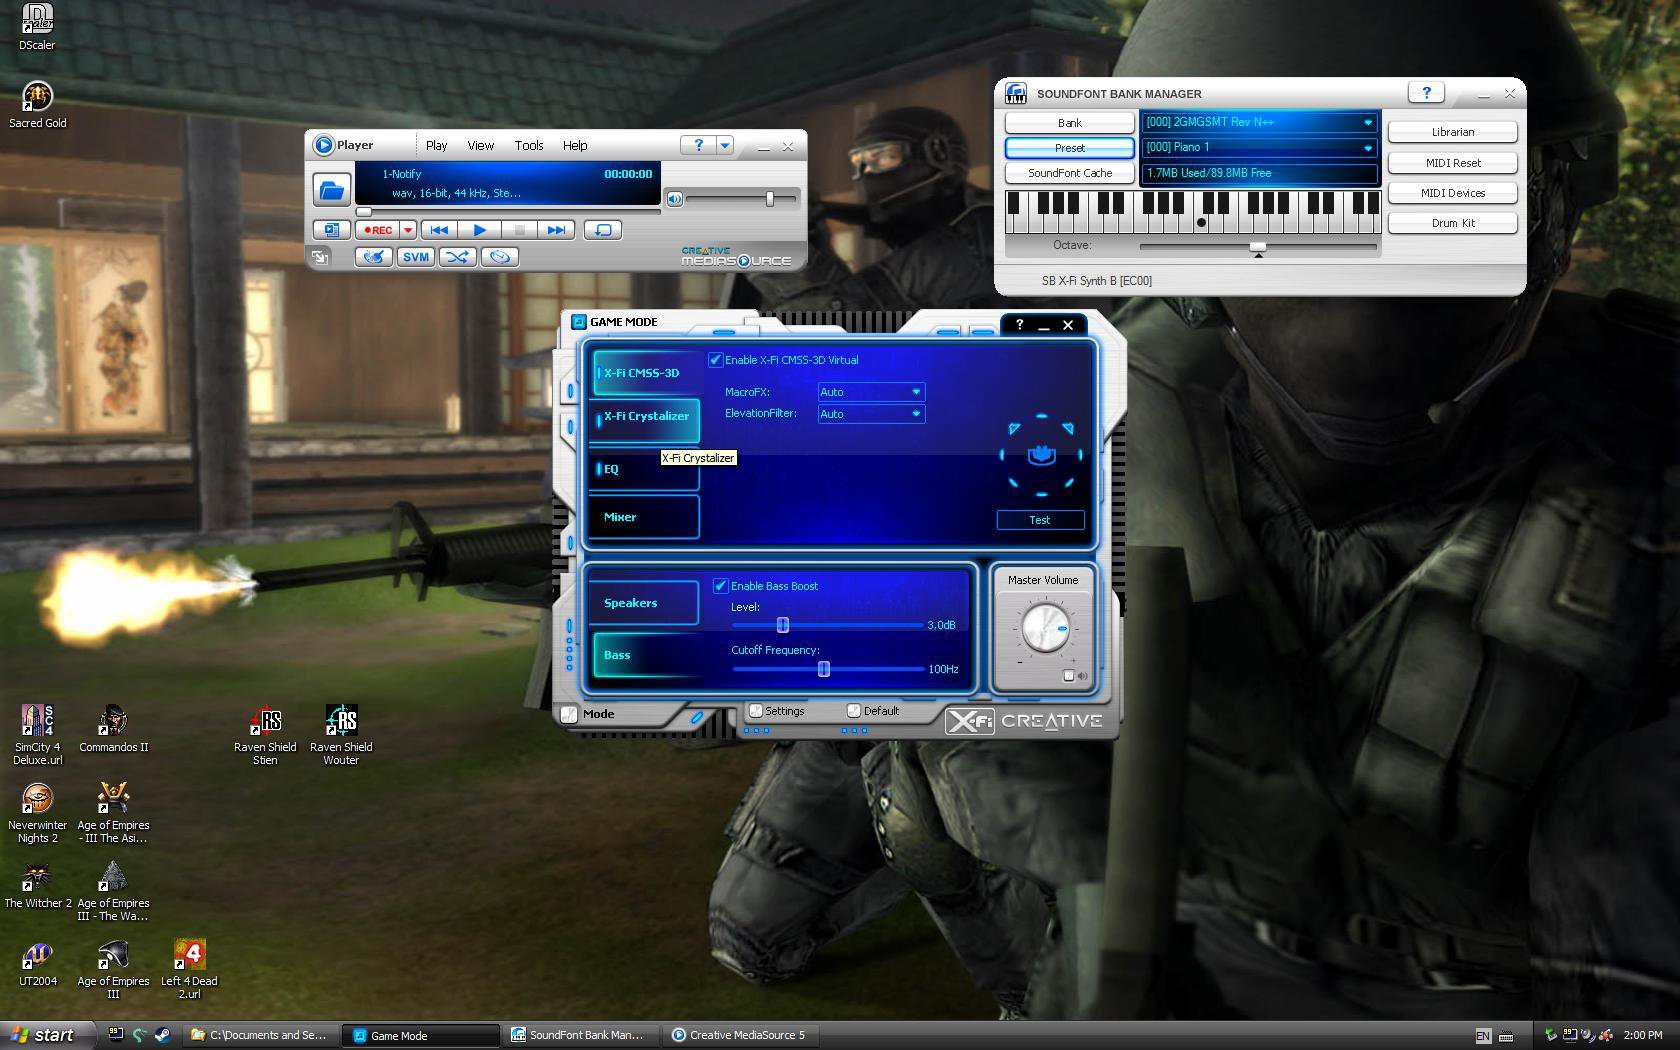 DScaler
Sacred Gold
Player
Play
View
Tools
Help
?
1-Notify
00:00:00
wav, 16-bit, 44 kHz, Ste...
REC
SVM
CREATIVE
MEDIASOURCE
SOUNDFONT BANK MANAGER
?
Bank
[000] 2GMGSMT Rev N++
Librarian
Preset
[000] Piano 1
MIDI Reset
SoundFont Cache
1.7MB Used/89.8MB Free
MIDI Devices
Drum Kit
Octave:
SB X-Fi Synth B [EC00]
GAME MODE
?
X-Fi CMSS-3D
Enable X-Fi CMSS-3D Virtual
MacroFX:
Auto
X-Fi Crystalizer
ElevationFilter:
Auto
X-Fi Crystalizer
EQ
Mixer
Test
Speakers
Enable Bass Boost
Level:
3.0dB
Bass
Cutoff Frequency:
100Hz
Master Volume
- +
Mode
Settings
Default
X-Fi CREATIVE
SC4
SimCity 4
Deluxe.url
Commandos II
RS
Raven Shield
Stien
RS
Raven Shield
Wouter
Neverwinter
Nights 2
Age of Empires
- III The Asi...
The Witcher 2
Age of Empires
III - The Wa...
UT2004
Age of Empires
III
4
Left 4 Dead
2.url
start
99
C:\Documents and Se...
Game Mode
SoundFont Bank Man...
Creative MediaSource 5
EN
99
2:00 PM